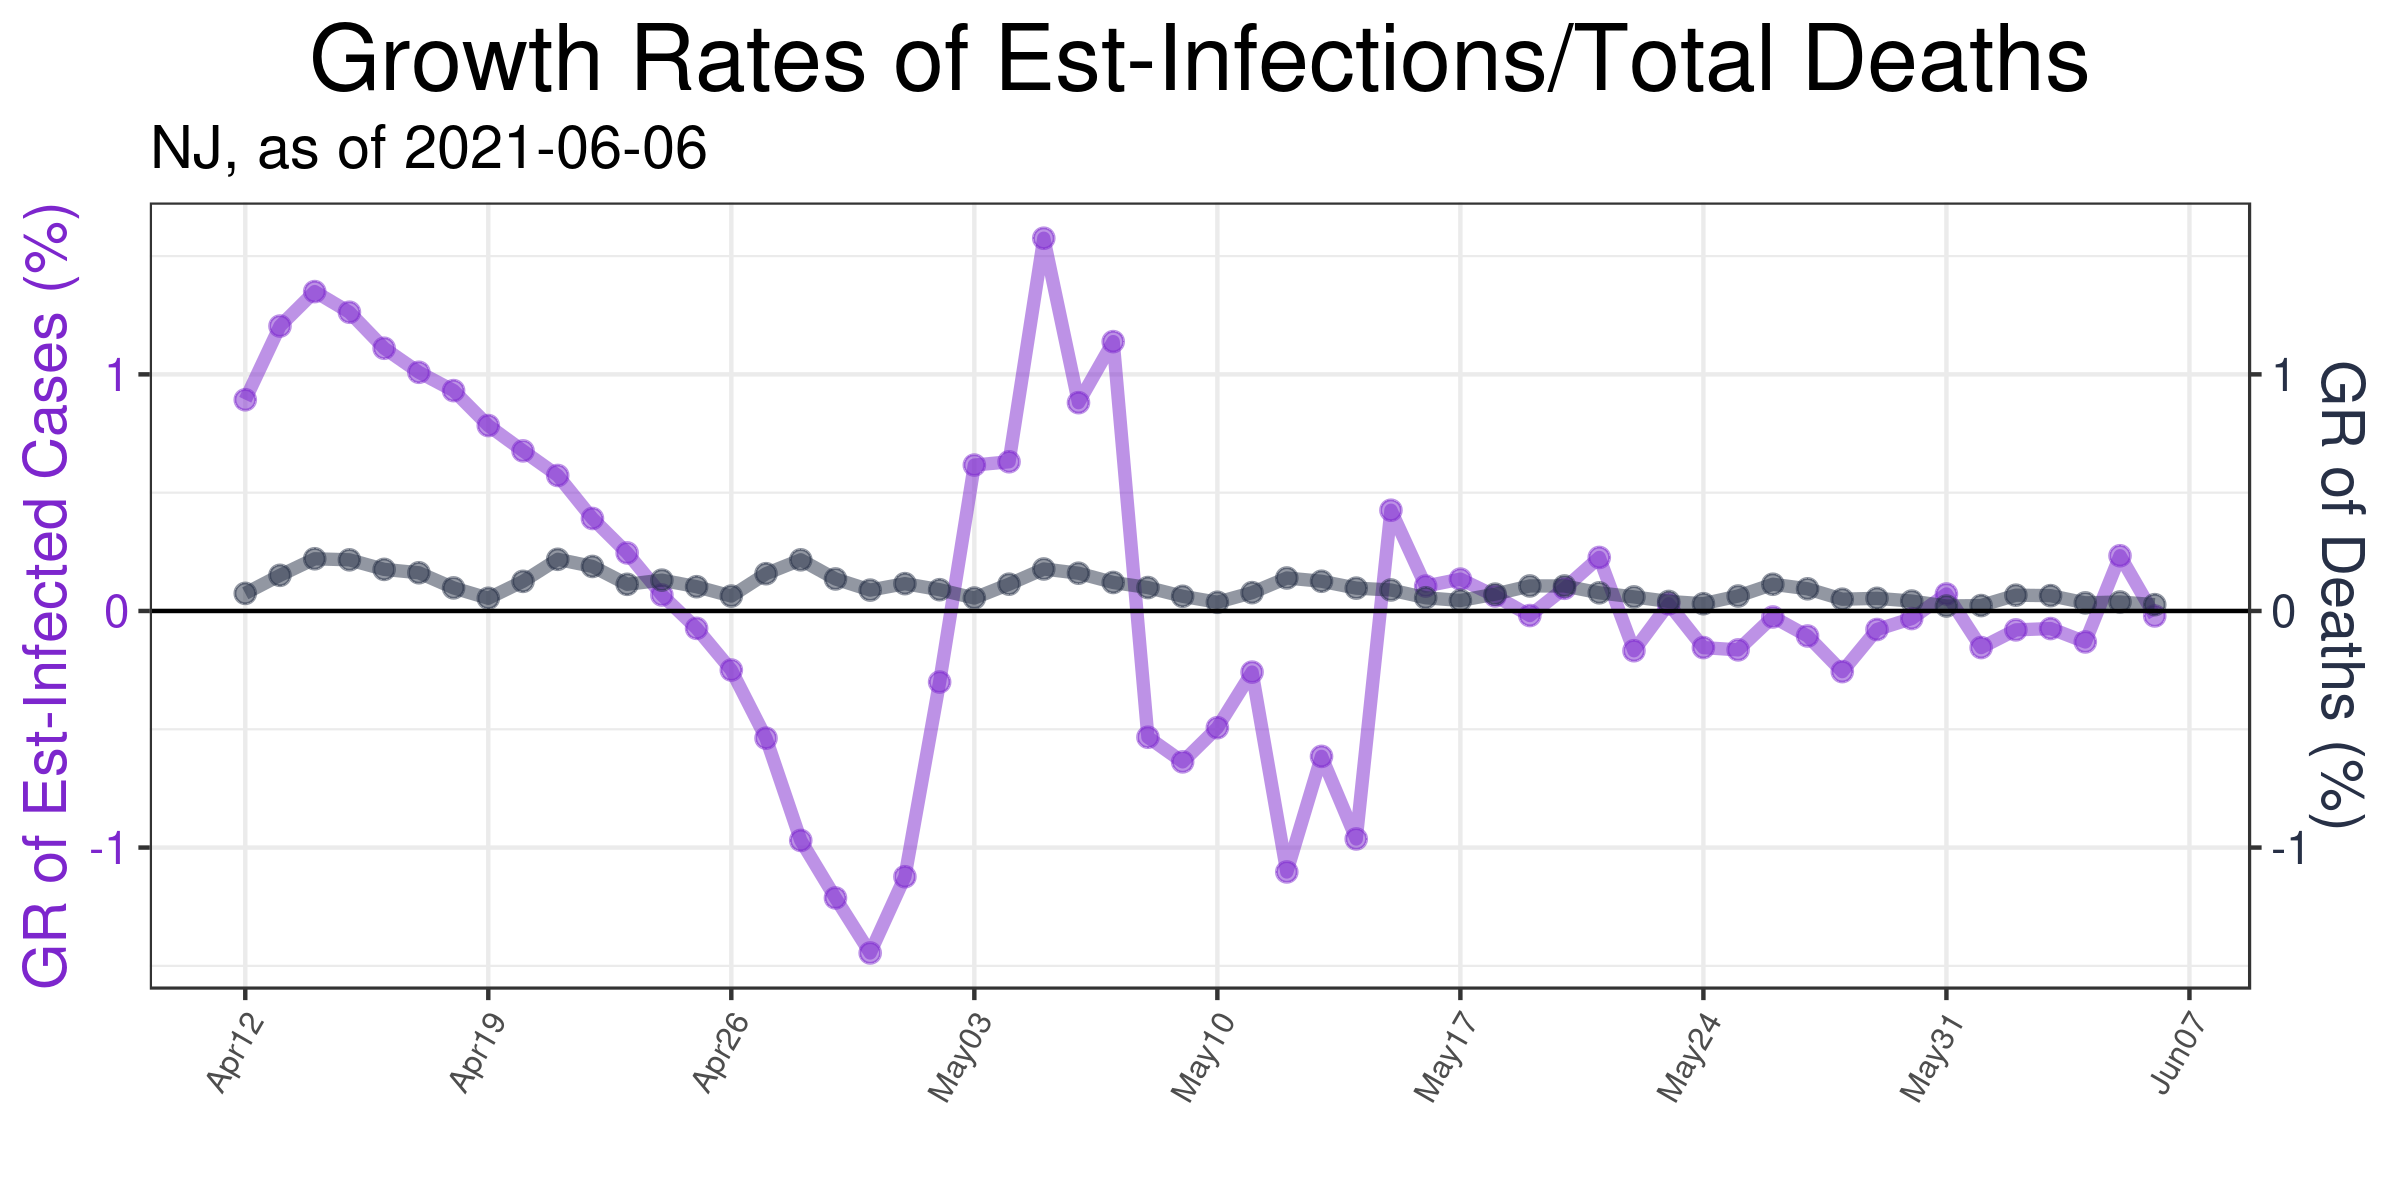 Growth Rates of Est-Infections/Total Deaths
NJ, as of 2021-06-06
GR of Est-Infected Cases (%)
1
0
-1
1
0
-1
GR of Deaths (%)
Apr12
Apr19
Apr26
May03
May10
May17
May24
May31
Jun07